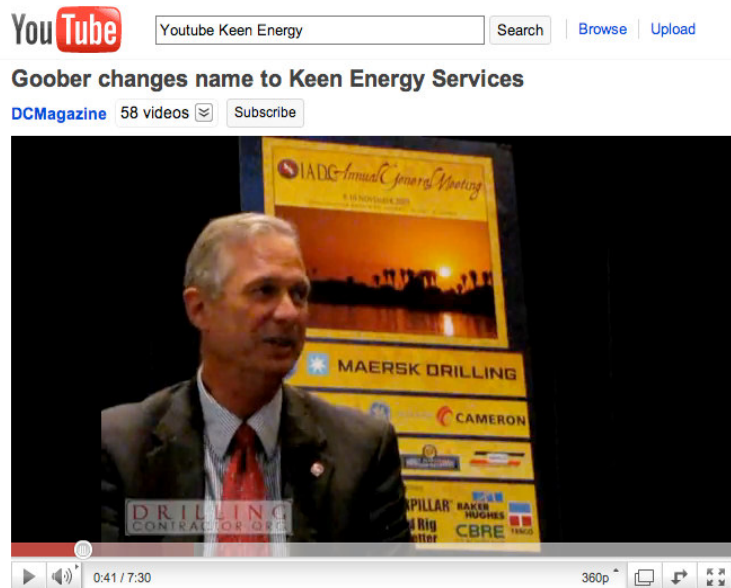 YouTube
Youtube Keen Energy
Search
Browse
Upload
Goober changes name to Keen Energy Services
DCMagazine
58 videos
Subscribe
IADC Annual General Meeting
MAERSK DRILLING
CAMERON
BAKER
HUGHES
CBRE
DRILLING
CONTRACTOR.ORG
0:41 / 7:30
360p